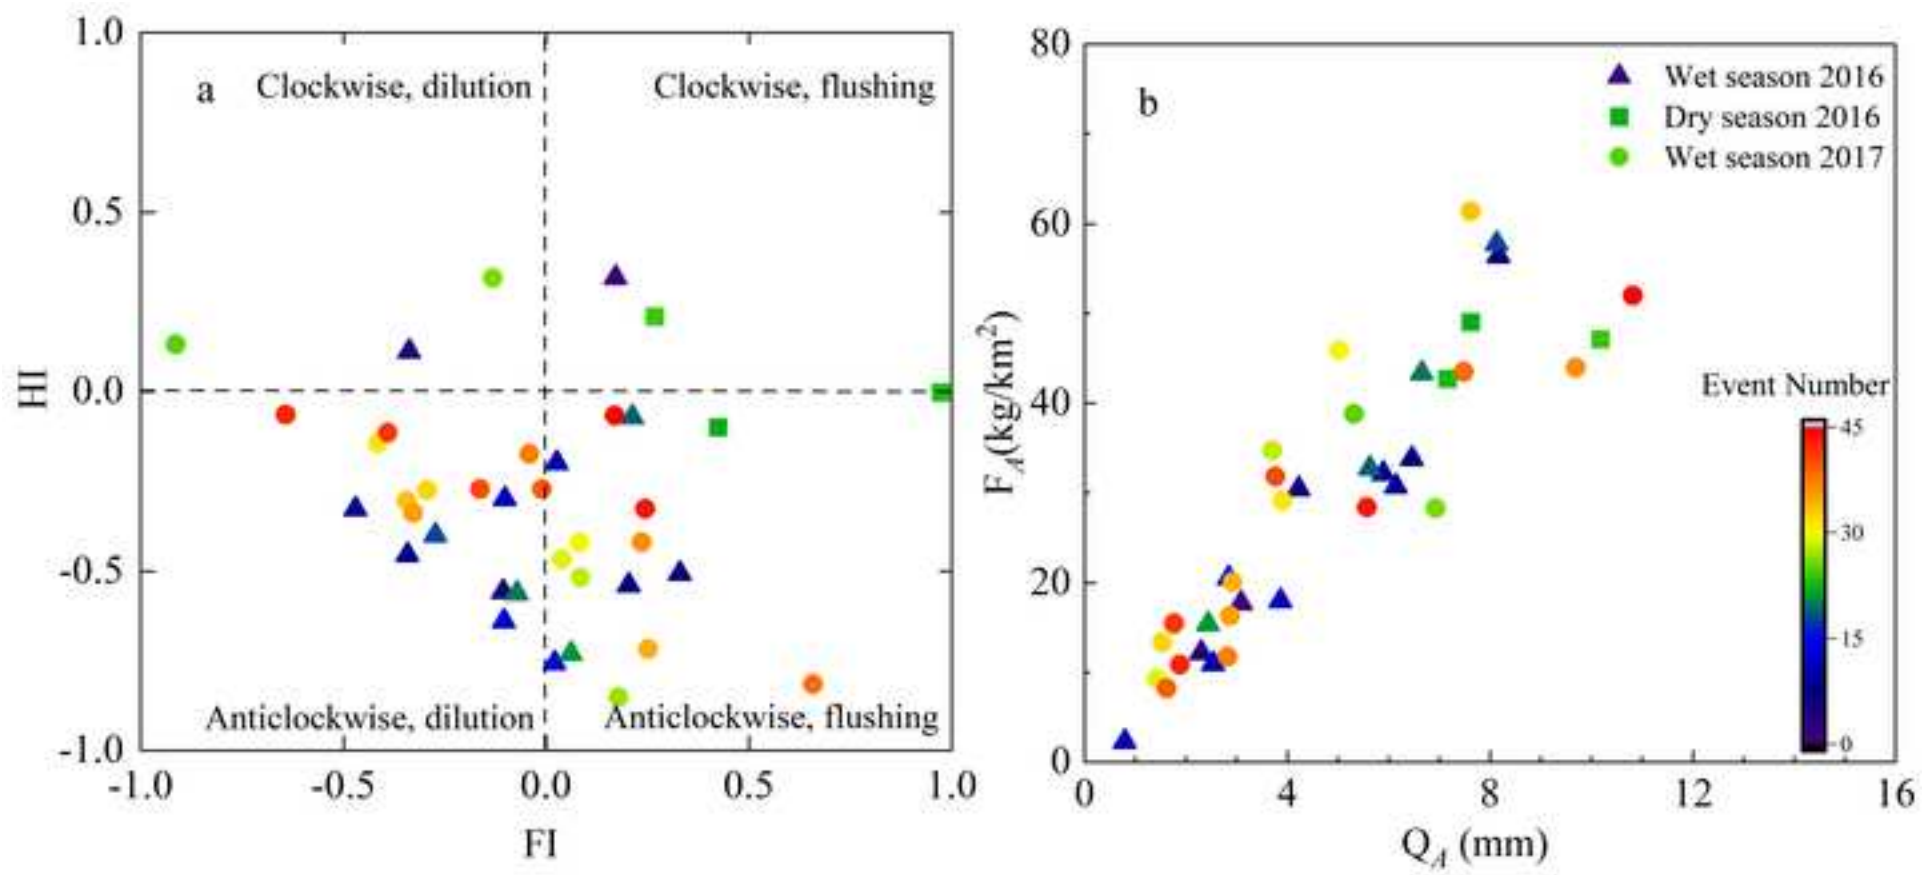 1.0
a
Clockwise, dilution
Clockwise, flushing
0.5
HI
0.0
-0.5
Anticlockwise, dilution
Anticlockwise, flushing
-1.0
-1.0
-0.5
0.0
0.5
1.0
FI
80
b
Wet season 2016
Dry season 2016
Wet season 2017
60
F_A(kg/km²)
40
Event Number
45
30
20
15
0
0
0
4
8
12
16
Q_A (mm)